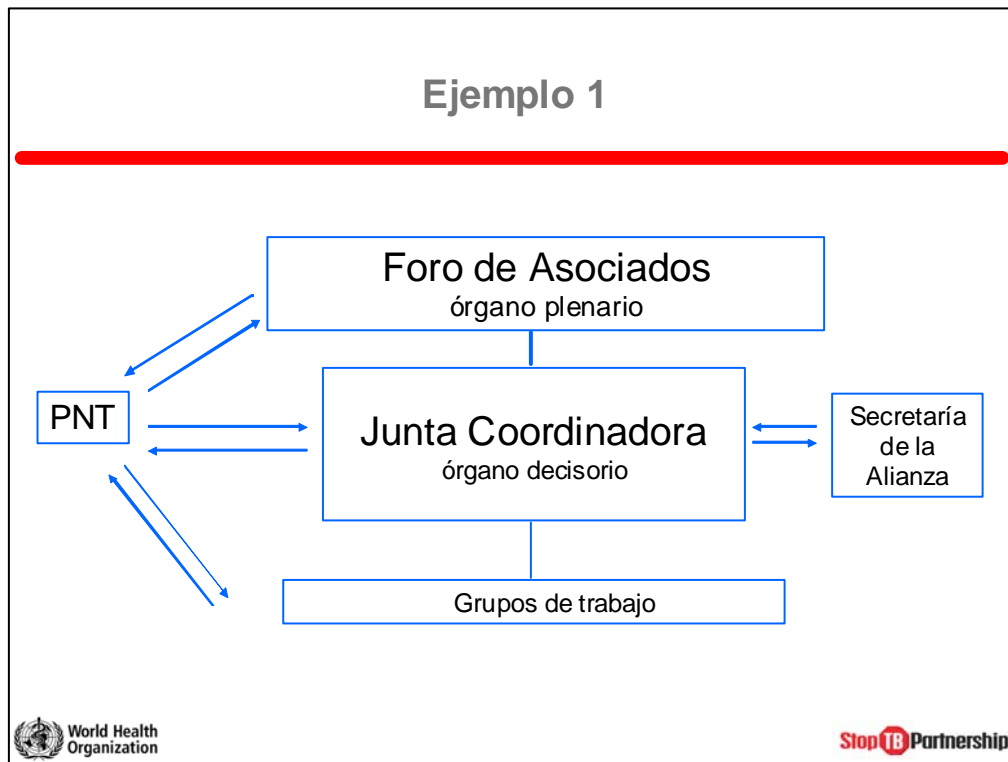 Ejemplo 1
Foro de Asociados
órgano plenario
PNT
Junta Coordinadora
órgano decisorio
Secretaría
de la
Alianza
Grupos de trabajo
World Health
Organization
Stop TB Partnership